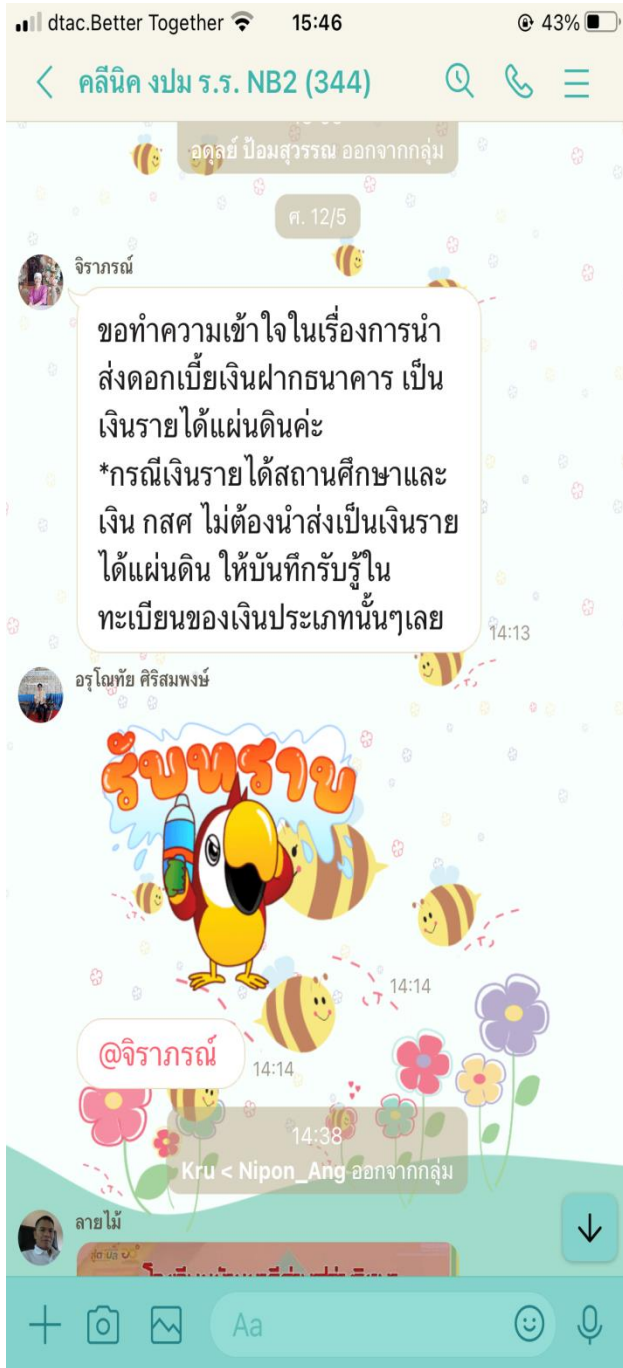 dtac.Better Together 15:46 43%
คลีนิค งปม ร.ร. NB2 (344)
อดุลย์ ป้อมสุวรรณ ออกจากกลุ่ม
ศ. 12/5
จิราภรณ์
ขอทำความเข้าใจในเรื่องการนำ
ส่งดอกเบี้ยเงินฝากธนาคาร เป็น
เงินรายได้แผ่นดินค่ะ
*กรณีเงินรายได้สถานศึกษาและ
เงิน กสศ ไม่ต้องนำส่งเป็นเงินราย
ได้แผ่นดิน ให้บันทึกรับรู้ใน
ทะเบียนของเงินประเภทนั้นๆเลย
14:13
อรุโณทัย ศิริสมพงษ์
รับทราบ
14:14
@จิราภรณ์
14:14
14:38
Kru < Nipon_Ang ออกจากกลุ่ม
ลายไม้
Aa